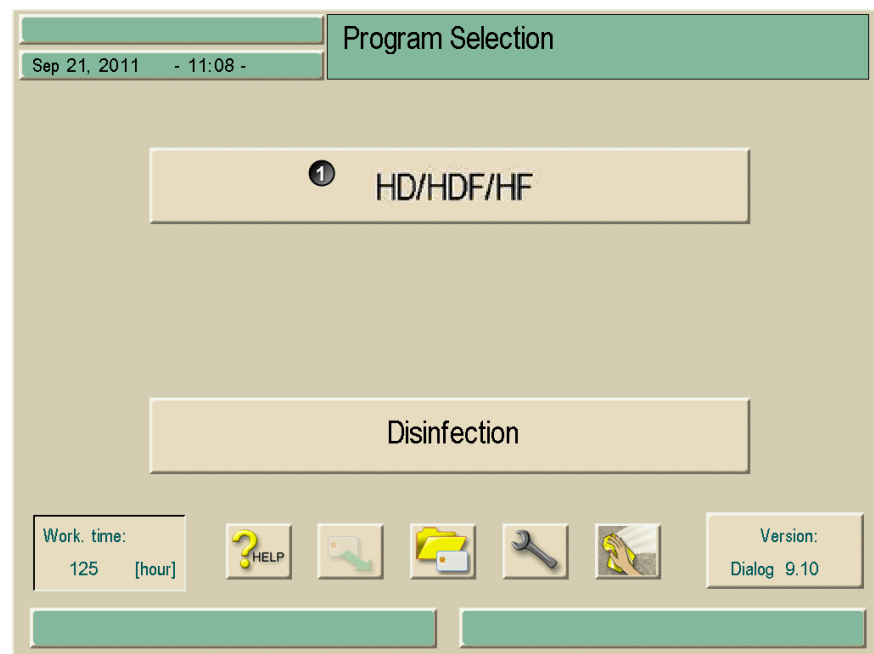 Program Selection
Sep 21, 2011 - 11:08 -
1 HD/HDF/HF
Disinfection
Work. time:
125 [hour]
HELP
Version:
Dialog 9.10